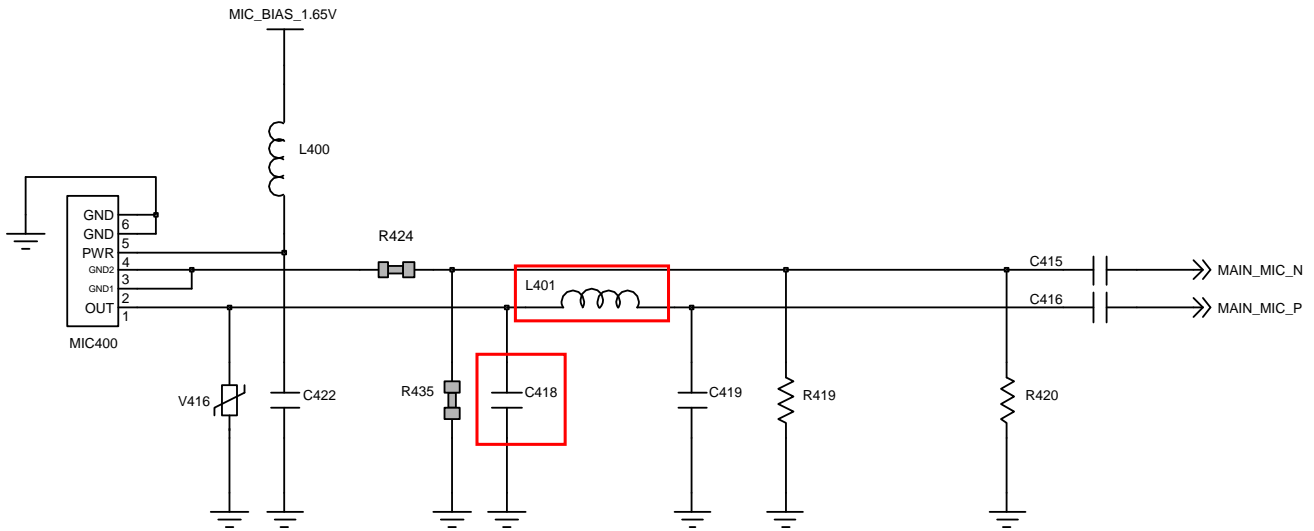 MIC_BIAS_1.65V
L400
GND
6
GND
5
PWR
4
GND2
3
GND1
2
OUT
1
MIC400
R424
L401
C415
MAIN_MIC_N
C416
MAIN_MIC_P
V416
C422
R435
C418
C419
R419
R420